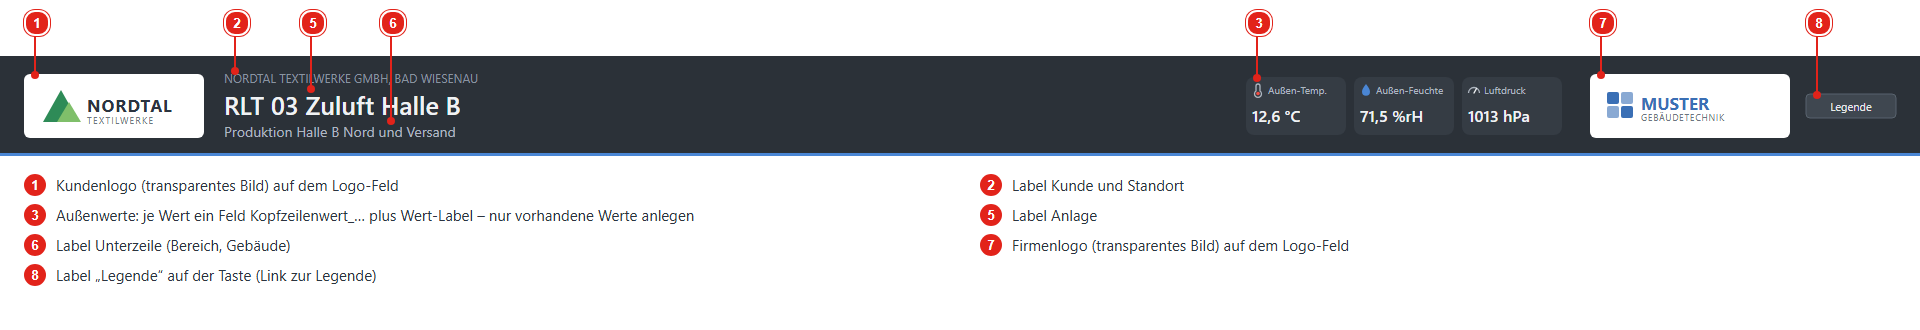 1 2 5 6 3 7 8
NORDTAL
TEXTILWERKE
NORDTAL TEXTILWERKE GMBH, BAD WIESENAU
RLT 03 Zuluft Halle B
Produktion Halle B Nord und Versand
Außen-Temp.
12,6 °C
Außen-Feuchte
71,5 %rH
Luftdruck
1013 hPa
MUSTER
GEBÄUDETECHNIK
Legende
1 Kundenlogo (transparentes Bild) auf dem Logo-Feld
2 Label Kunde und Standort
3 Außenwerte: je Wert ein Feld Kopfzeilenwert_... plus Wert-Label – nur vorhandene Werte anlegen
5 Label Anlage
6 Label Unterzeile (Bereich, Gebäude)
7 Firmenlogo (transparentes Bild) auf dem Logo-Feld
8 Label „Legende“ auf der Taste (Link zur Legende)